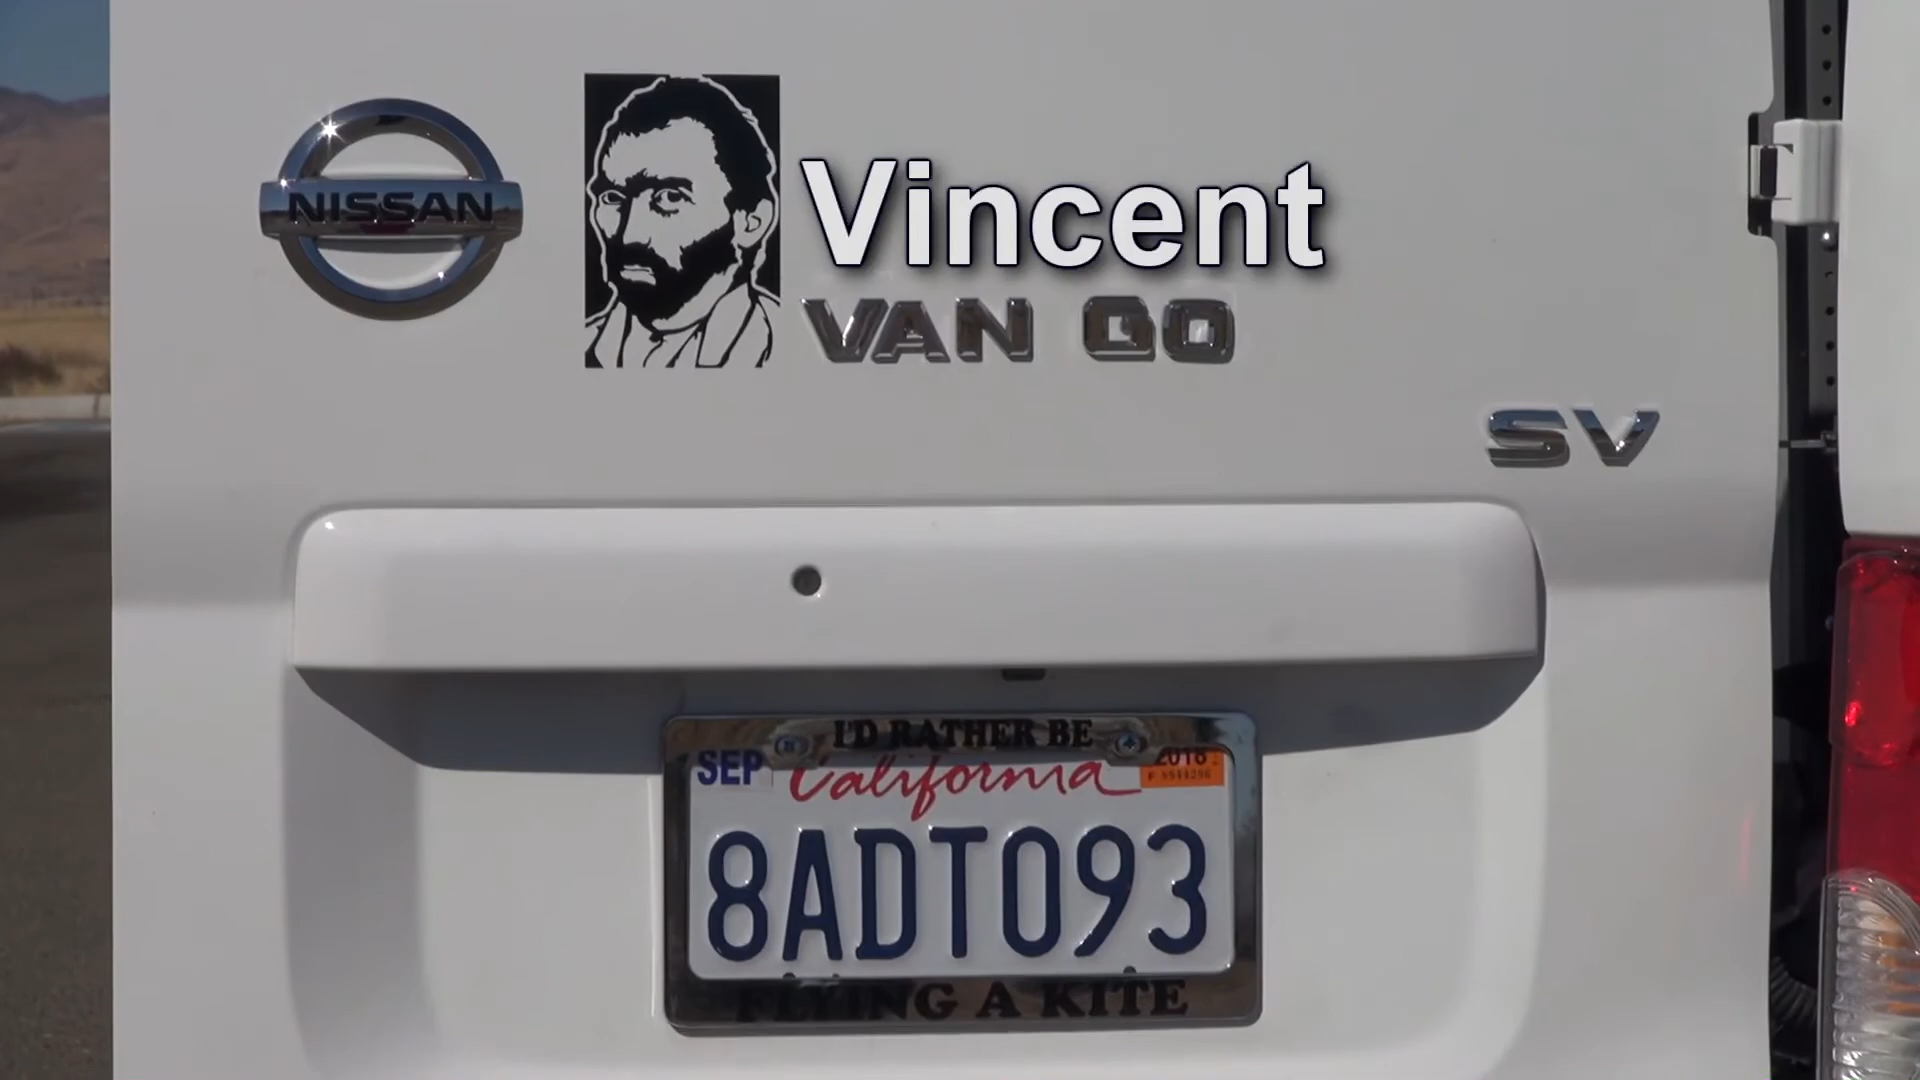 NISSAN
Vincent
VAN GO
SV
I'D RATHER BE
SEP
California
2018
8ADT093
FLYING A KITE